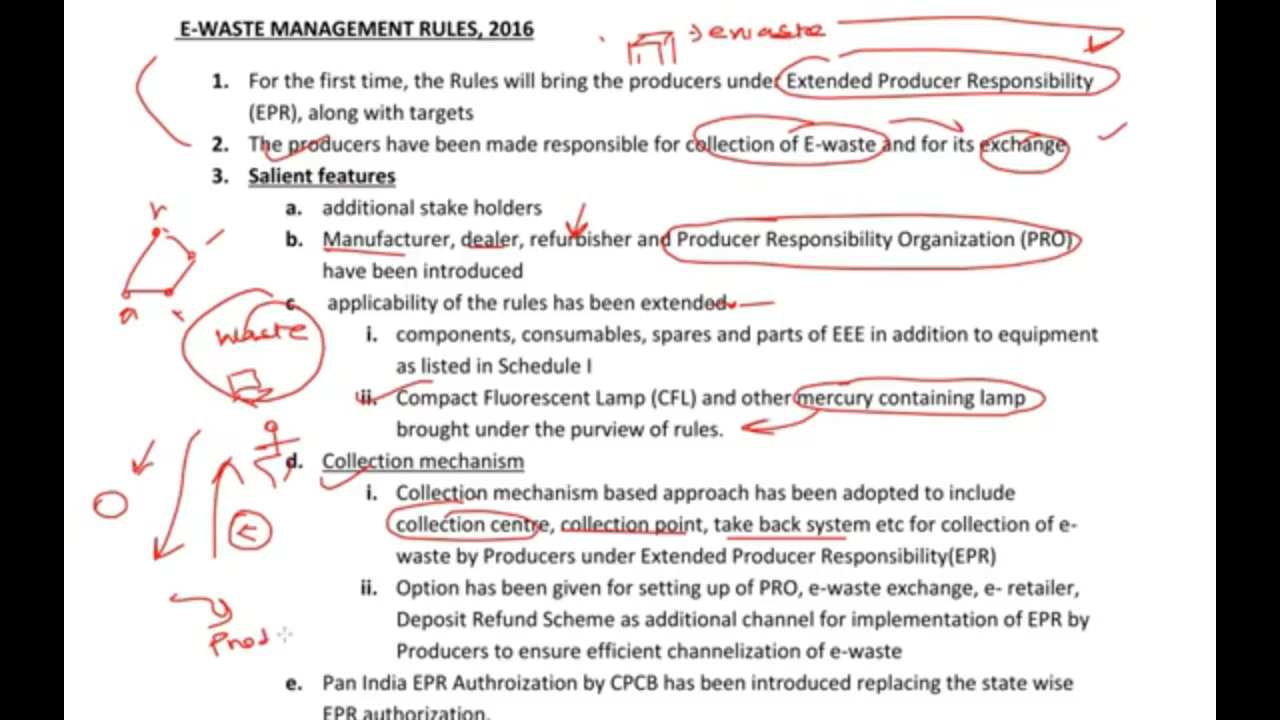 E-WASTE MANAGEMENT RULES, 2016
→ ewaste
1. For the first time, the Rules will bring the producers under Extended Producer Responsibility
(EPR), along with targets
2. The producers have been made responsible for collection of E-waste and for its exchange
3. Salient features
a. additional stake holders
b. Manufacturer, dealer, refurbisher and Producer Responsibility Organization (PRO)
have been introduced
c. applicability of the rules has been extended
waste
i. components, consumables, spares and parts of EEE in addition to equipment
as listed in Schedule I
ii. Compact Fluorescent Lamp (CFL) and other mercury containing lamp
brought under the purview of rules.
d. Collection mechanism
i. Collection mechanism based approach has been adopted to include
collection centre, collection point, take back system etc for collection of e-
waste by Producers under Extended Producer Responsibility(EPR)
ii. Option has been given for setting up of PRO, e-waste exchange, e- retailer,
Deposit Refund Scheme as additional channel for implementation of EPR by
Prod
Producers to ensure efficient channelization of e-waste
e. Pan India EPR Authroization by CPCB has been introduced replacing the state wise
EPR authorization.